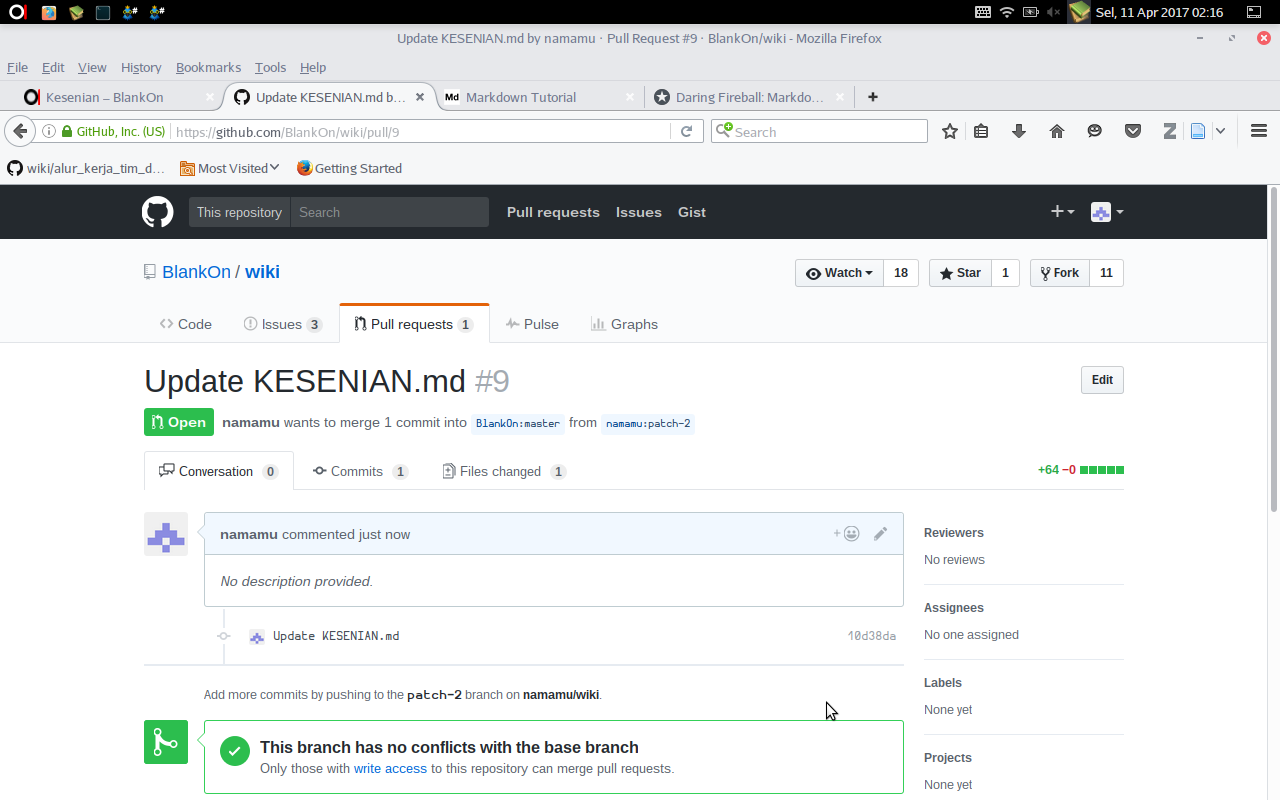 Sel, 11 Apr 2017 02:16
Update KESENIAN.md by namamu · Pull Request #9 · BlankOn/wiki - Mozilla Firefox
File Edit View History Bookmarks Tools Help
Kesenian – BlankOn
Update KESENIAN.md b...
Md Markdown Tutorial
Daring Fireball: Markdo...
GitHub, Inc. (US) https://github.com/BlankOn/wiki/pull/9 Search
wiki/alur_kerja_tim_d... Most Visited Getting Started
This repository Search Pull requests Issues Gist
BlankOn / wiki Watch 18 Star 1 Fork 11
Code Issues 3 Pull requests 1 Pulse Graphs
Update KESENIAN.md #9 Edit
Open namamu wants to merge 1 commit into BlankOn:master from namamu:patch-2
Conversation 0 Commits 1 Files changed 1 +64 −0
namamu commented just now
No description provided.
Update KESENIAN.md 10d38da
Add more commits by pushing to the patch-2 branch on namamu/wiki.
This branch has no conflicts with the base branch
Only those with write access to this repository can merge pull requests.
Reviewers
No reviews
Assignees
No one assigned
Labels
None yet
Projects
None yet